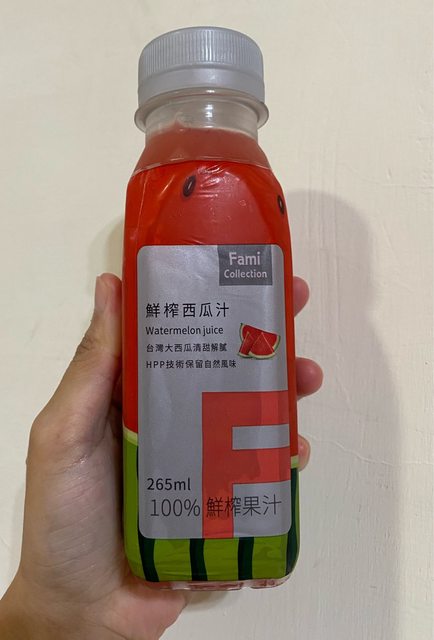 Fami
Collection
鮮榨西瓜汁
Watermelon juice
台灣大西瓜清甜解膩
HPP技術保留自然風味
F
265ml
100% 鮮榨果汁